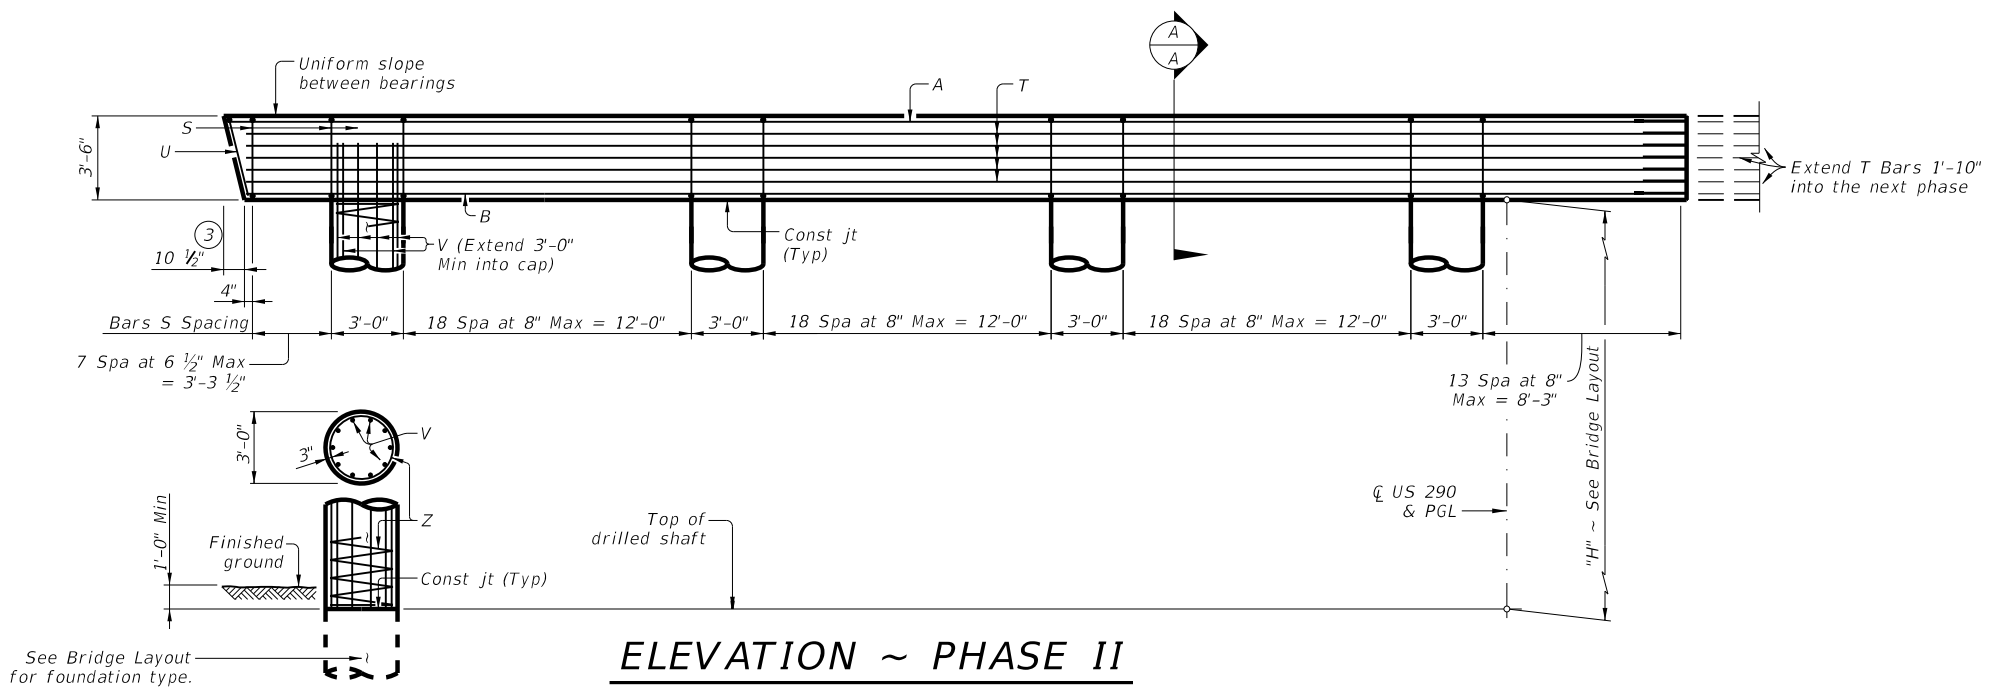 A
A
Uniform slope
between bearings
A
T
S
U
3'-6"
Extend T Bars 1'-10"
into the next phase
B
3
V (Extend 3'-0"
Min into cap)
Const jt
(Typ)
10 ½"
4"
Bars S Spacing
3'-0"
18 Spa at 8" Max = 12'-0"
3'-0"
18 Spa at 8" Max = 12'-0"
3'-0"
18 Spa at 8" Max = 12'-0"
3'-0"
7 Spa at 6 ½" Max
= 3'-3 ½"
13 Spa at 8"
Max = 8'-3"
"H" ~ See Bridge Layout
3'-0"
3"
V
Z
℄ US 290
& PGL
1'-0" Min
Finished
ground
Top of
drilled shaft
Const jt (Typ)
ELEVATION ~ PHASE II
See Bridge Layout
for foundation type.